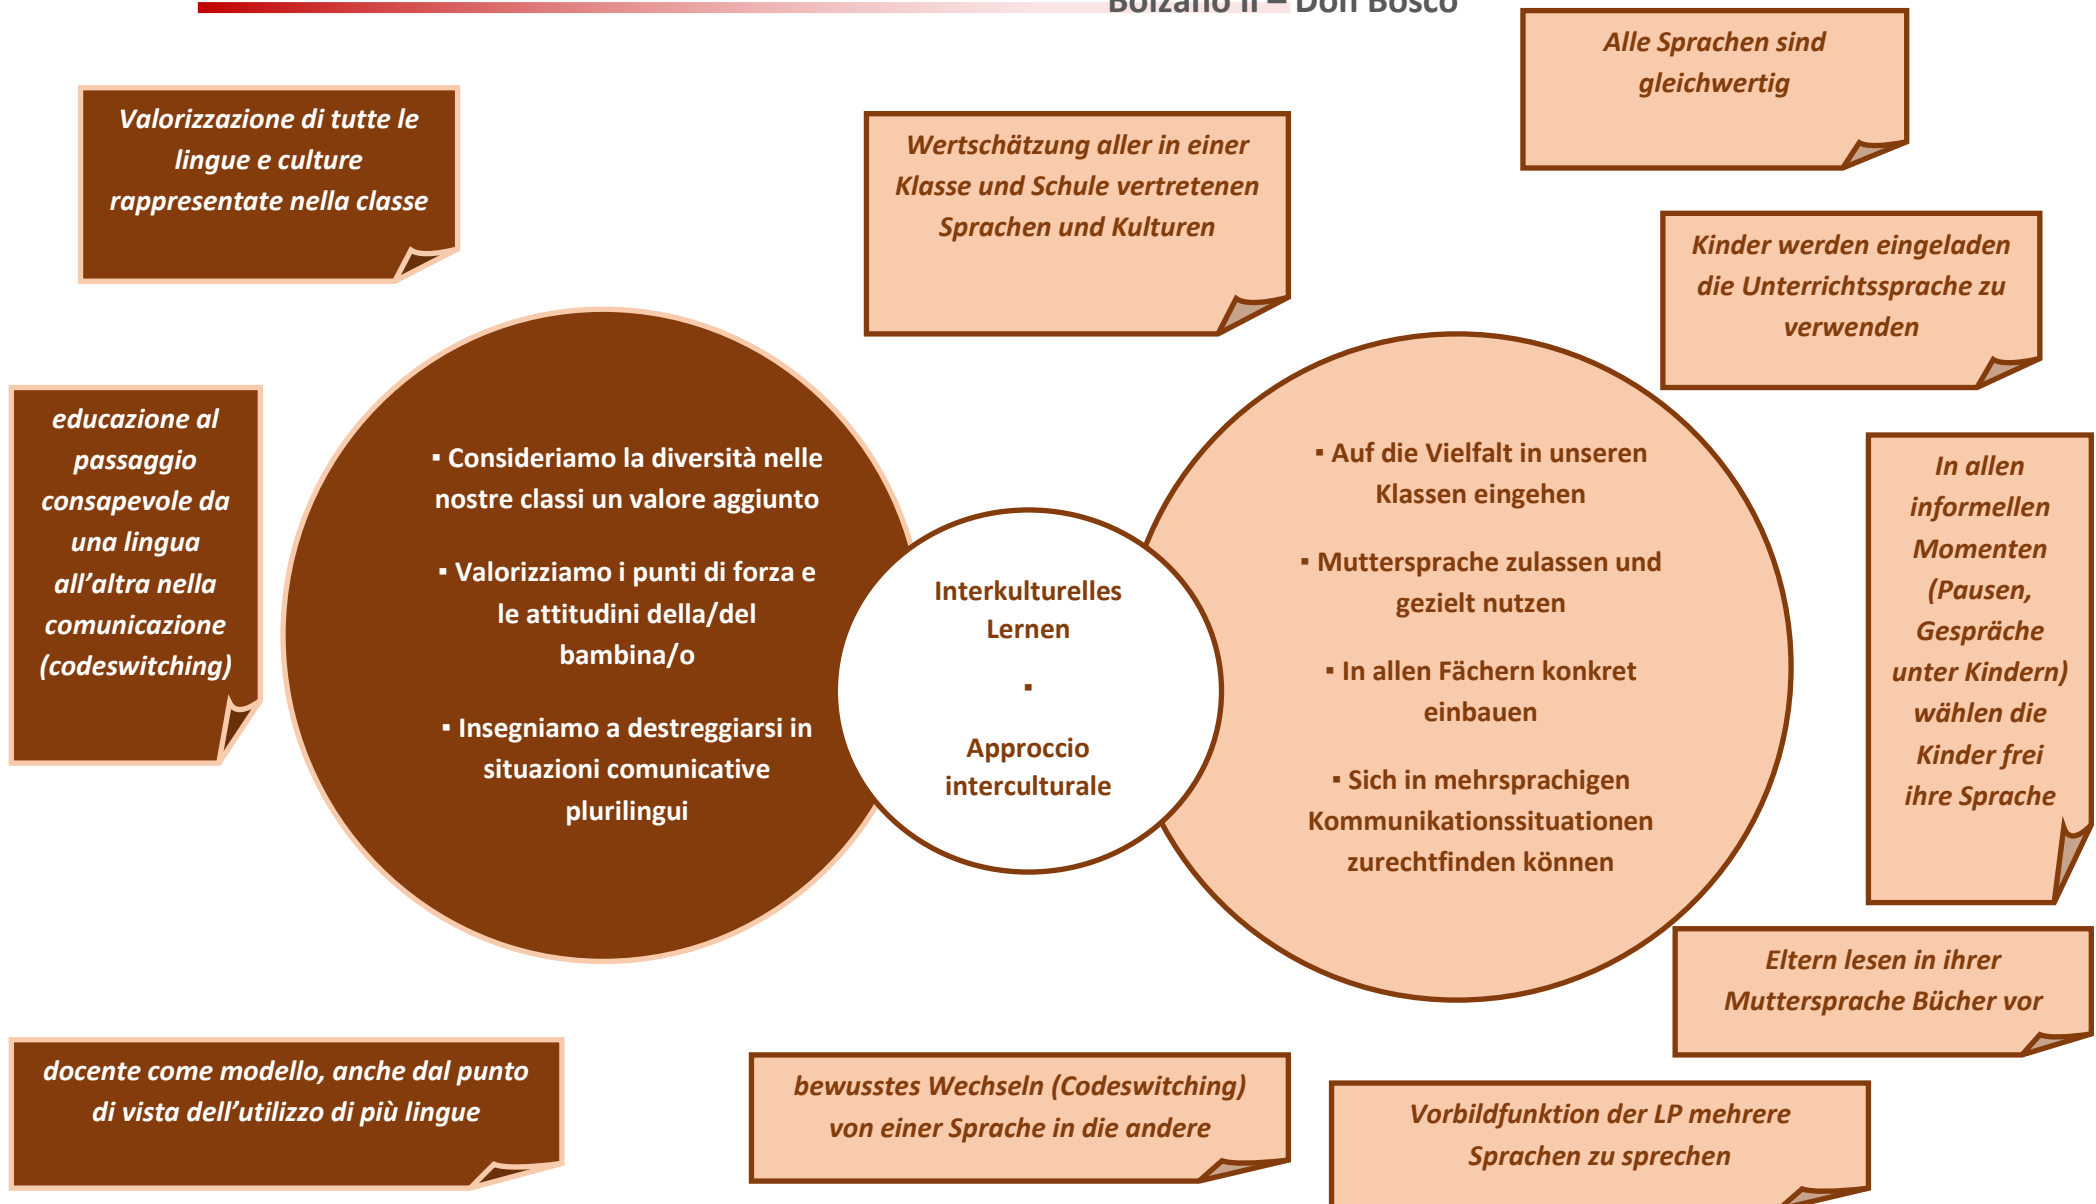 Bolzano II – Don Bosco
Alle Sprachen sind
gleichwertig
Valorizzazione di tutte le
lingue e culture
rappresentate nella classe
Wertschätzung aller in einer
Klasse und Schule vertretenen
Sprachen und Kulturen
Kinder werden eingeladen
die Unterrichtssprache zu
verwenden
educazione al
passaggio
consapevole da
una lingua
all’altra nella
comunicazione
(codeswitching)
▪ Consideriamo la diversità nelle
nostre classi un valore aggiunto
▪ Valorizziamo i punti di forza e
le attitudini della/del
bambina/o
▪ Insegniamo a destreggiarsi in
situazioni comunicative
plurilingui
Interkulturelles
Lernen
▪
Approccio
interculturale
▪ Auf die Vielfalt in unseren
Klassen eingehen
▪ Muttersprache zulassen und
gezielt nutzen
▪ In allen Fächern konkret
einbauen
▪ Sich in mehrsprachigen
Kommunikationssituationen
zurechtfinden können
In allen
informellen
Momenten
(Pausen,
Gespräche
unter Kindern)
wählen die
Kinder frei
ihre Sprache
Eltern lesen in ihrer
Muttersprache Bücher vor
docente come modello, anche dal punto
di vista dell’utilizzo di più lingue
bewusstes Wechseln (Codeswitching)
von einer Sprache in die andere
Vorbildfunktion der LP mehrere
Sprachen zu sprechen